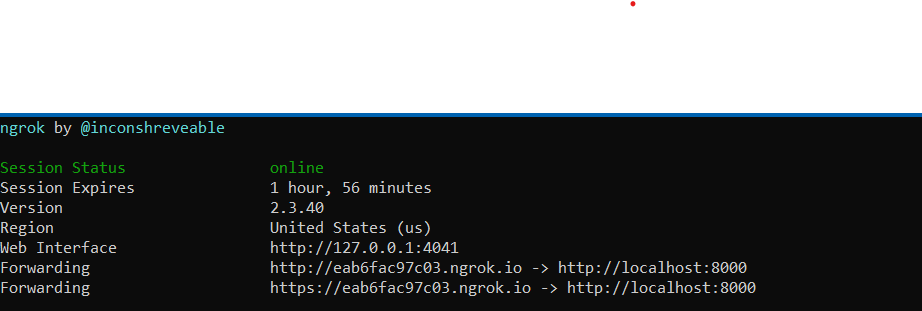 ngrok by @inconshreveable
Session Status online
Session Expires 1 hour, 56 minutes
Version 2.3.40
Region United States (us)
Web Interface http://127.0.0.1:4041
Forwarding http://eab6fac97c03.ngrok.io -> http://localhost:8000
Forwarding https://eab6fac97c03.ngrok.io -> http://localhost:8000